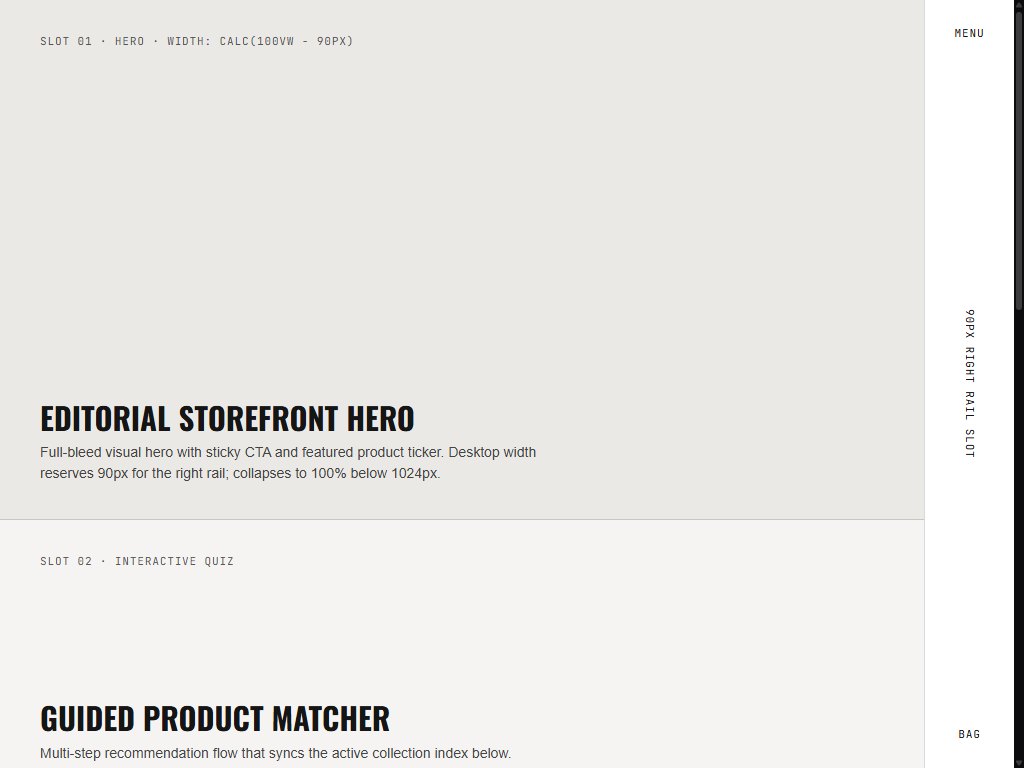 SLOT 01 · HERO · WIDTH: CALC(100VW - 90PX)
MENU
90PX RIGHT RAIL SLOT
EDITORIAL STOREFRONT HERO
Full-bleed visual hero with sticky CTA and featured product ticker. Desktop width
reserves 90px for the right rail; collapses to 100% below 1024px.
SLOT 02 · INTERACTIVE QUIZ
GUIDED PRODUCT MATCHER
BAG
Multi-step recommendation flow that syncs the active collection index below.